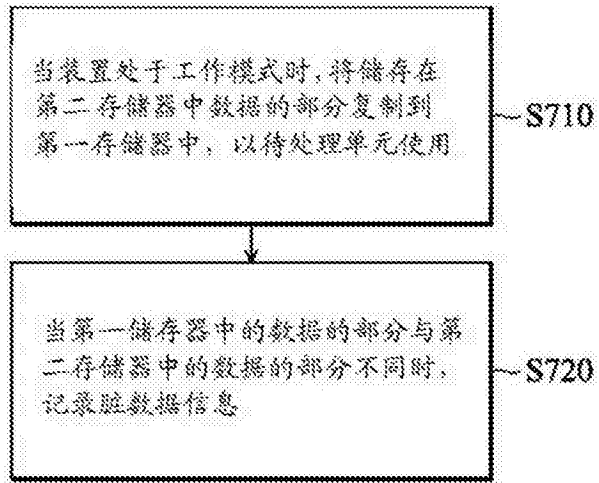 当装置处于工作模式时,将储存在
第二存储器中数据的部分复制到
第一存储器中，以待处理单元使用
S710
当第一储存器中的数据的部分与第
二存储器中的数据的部分不同时，
记录脏数据信息
S720